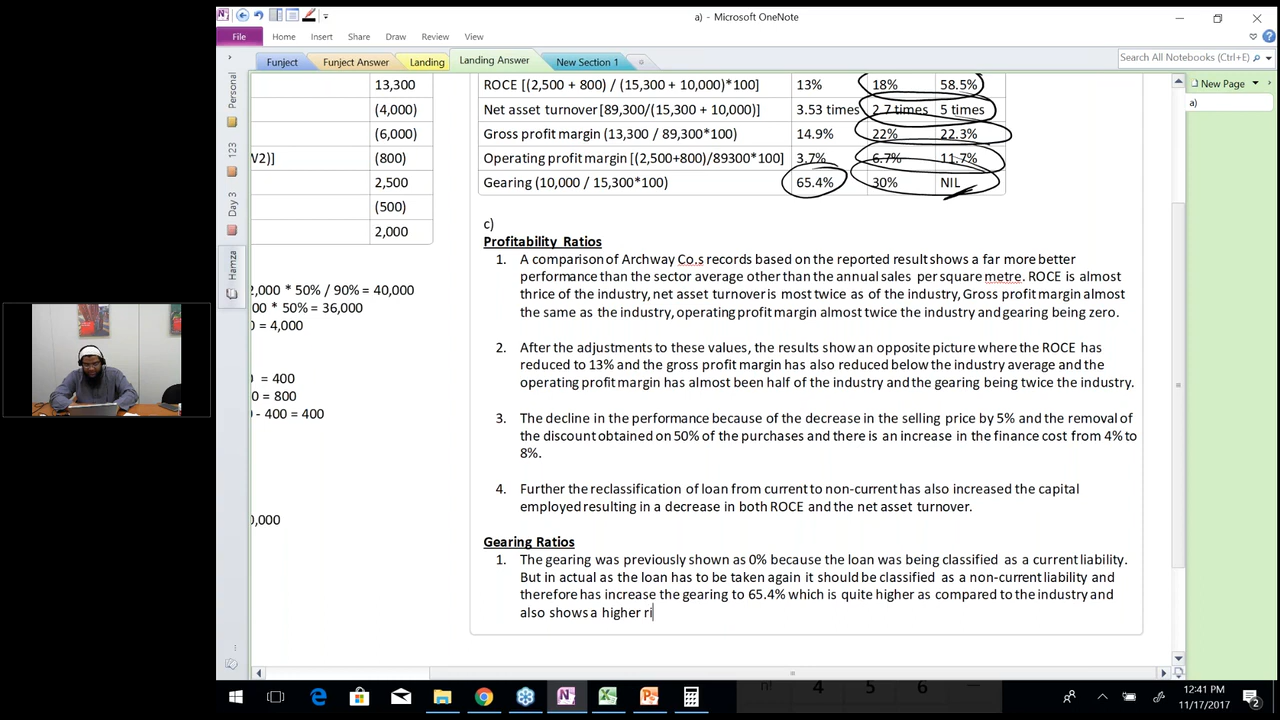 a) - Microsoft OneNote
File Home Insert Share Draw Review View
Funject Funject Answer Landing Landing Answer New Section 1
Search All Notebooks (Ctrl+E)
New Page
a)
Personal
123
Day 3
Hamza
13,300
(4,000)
(6,000)
W2)] (800)
2,500
(500)
2,000
2,000 * 50% / 90% = 40,000
00 * 50% = 36,000
0 = 4,000
= 400
0 = 800
0 - 400 = 400
0,000
ROCE [(2,500 + 800) / (15,300 + 10,000)*100] 13% 18% 58.5%
Net asset turnover [89,300/(15,300 + 10,000)] 3.53 times 2.7 times 5 times
Gross profit margin (13,300 / 89,300*100) 14.9% 22% 22.3%
Operating profit margin [(2,500+800)/89300*100] 3.7% 6.7% 11.7%
Gearing (10,000 / 15,300*100) 65.4% 30% NIL
c)
Profitability Ratios
1. A comparison of Archway Co.s records based on the reported result shows a far more better
performance than the sector average other than the annual sales per square metre. ROCE is almost
thrice of the industry, net asset turnover is most twice as of the industry, Gross profit margin almost
the same as the industry, operating profit margin almost twice the industry and gearing being zero.
2. After the adjustments to these values, the results show an opposite picture where the ROCE has
reduced to 13% and the gross profit margin has also reduced below the industry average and the
operating profit margin has almost been half of the industry and the gearing being twice the industry.
3. The decline in the performance because of the decrease in the selling price by 5% and the removal of
the discount obtained on 50% of the purchases and there is an increase in the finance cost from 4% to
8%.
4. Further the reclassification of loan from current to non-current has also increased the capital
employed resulting in a decrease in both ROCE and the net asset turnover.
Gearing Ratios
1. The gearing was previously shown as 0% because the loan was being classified as a current liability.
But in actual as the loan has to be taken again it should be classified as a non-current liability and
therefore has increase the gearing to 65.4% which is quite higher as compared to the industry and
also shows a higher ri
n! 4 5 6
12:41 PM
11/17/2017
2